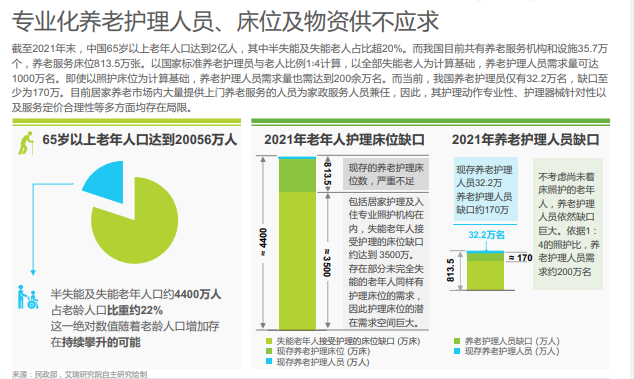 专业化养老护理人员、床位及物资供不应求
截至2021年末，中国65岁以上老年人口达到2亿人，其中半失能及失能老人占比超20%。而我国目前共有养老服务机构和设施35.7万
个，养老服务床位813.5万张。以国家标准养老护理员与老人比例1:4计算，以全部失能老人为计算基础，养老护理人员需求量可达
1000万名。即使以照护床位为计算基础，养老护理人员需求量也需达到200余万名。而当前，我国养老护理人员仅有32.2万名，缺口至
少为170万。目前居家养老市场内大量提供上门养老服务的人员为家政服务人员兼任，因此，其护理动作专业性、护理器械针对性以
及服务定价合理性等多方面均存在局限。
65岁以上老年人口达到20056万人
半失能及失能老年人口约4400万人
占老龄人口比重约22%
这一绝对数值随着老龄人口增加存
在持续攀升的可能
2021年老年人护理床位缺口
≈ 4400
813.5
≈ 3500
现存的养老护理床
位数，严重不足
包括居家护理及入
住专业照护机构在
内，失能老年人接
受护理的床位缺口
约达到 3500万。
存在部分未完全失
能的老年人同样有
护理床位的需求，
因此护理床位的潜
在需求空间巨大。
失能老年人接受护理的床位缺口 (万床)
现存养老护理床位 (万床)
现存养老护理人员 (万人)
2021年养老护理人员缺口
现存养老护理
人员32.2万
养老护理人员
缺口约170万
32.2万名
813.5
≈ 170
不考虑尚未着
床照护的老年
人，养老护理
人员依然缺口
巨大。依据1：
4的照护比，养
老护理人员需
求约200万名
养老护理人员缺口 (万人)
现存养老护理人员 (万人)
来源：民政部，艾瑞研究院自主研究绘制